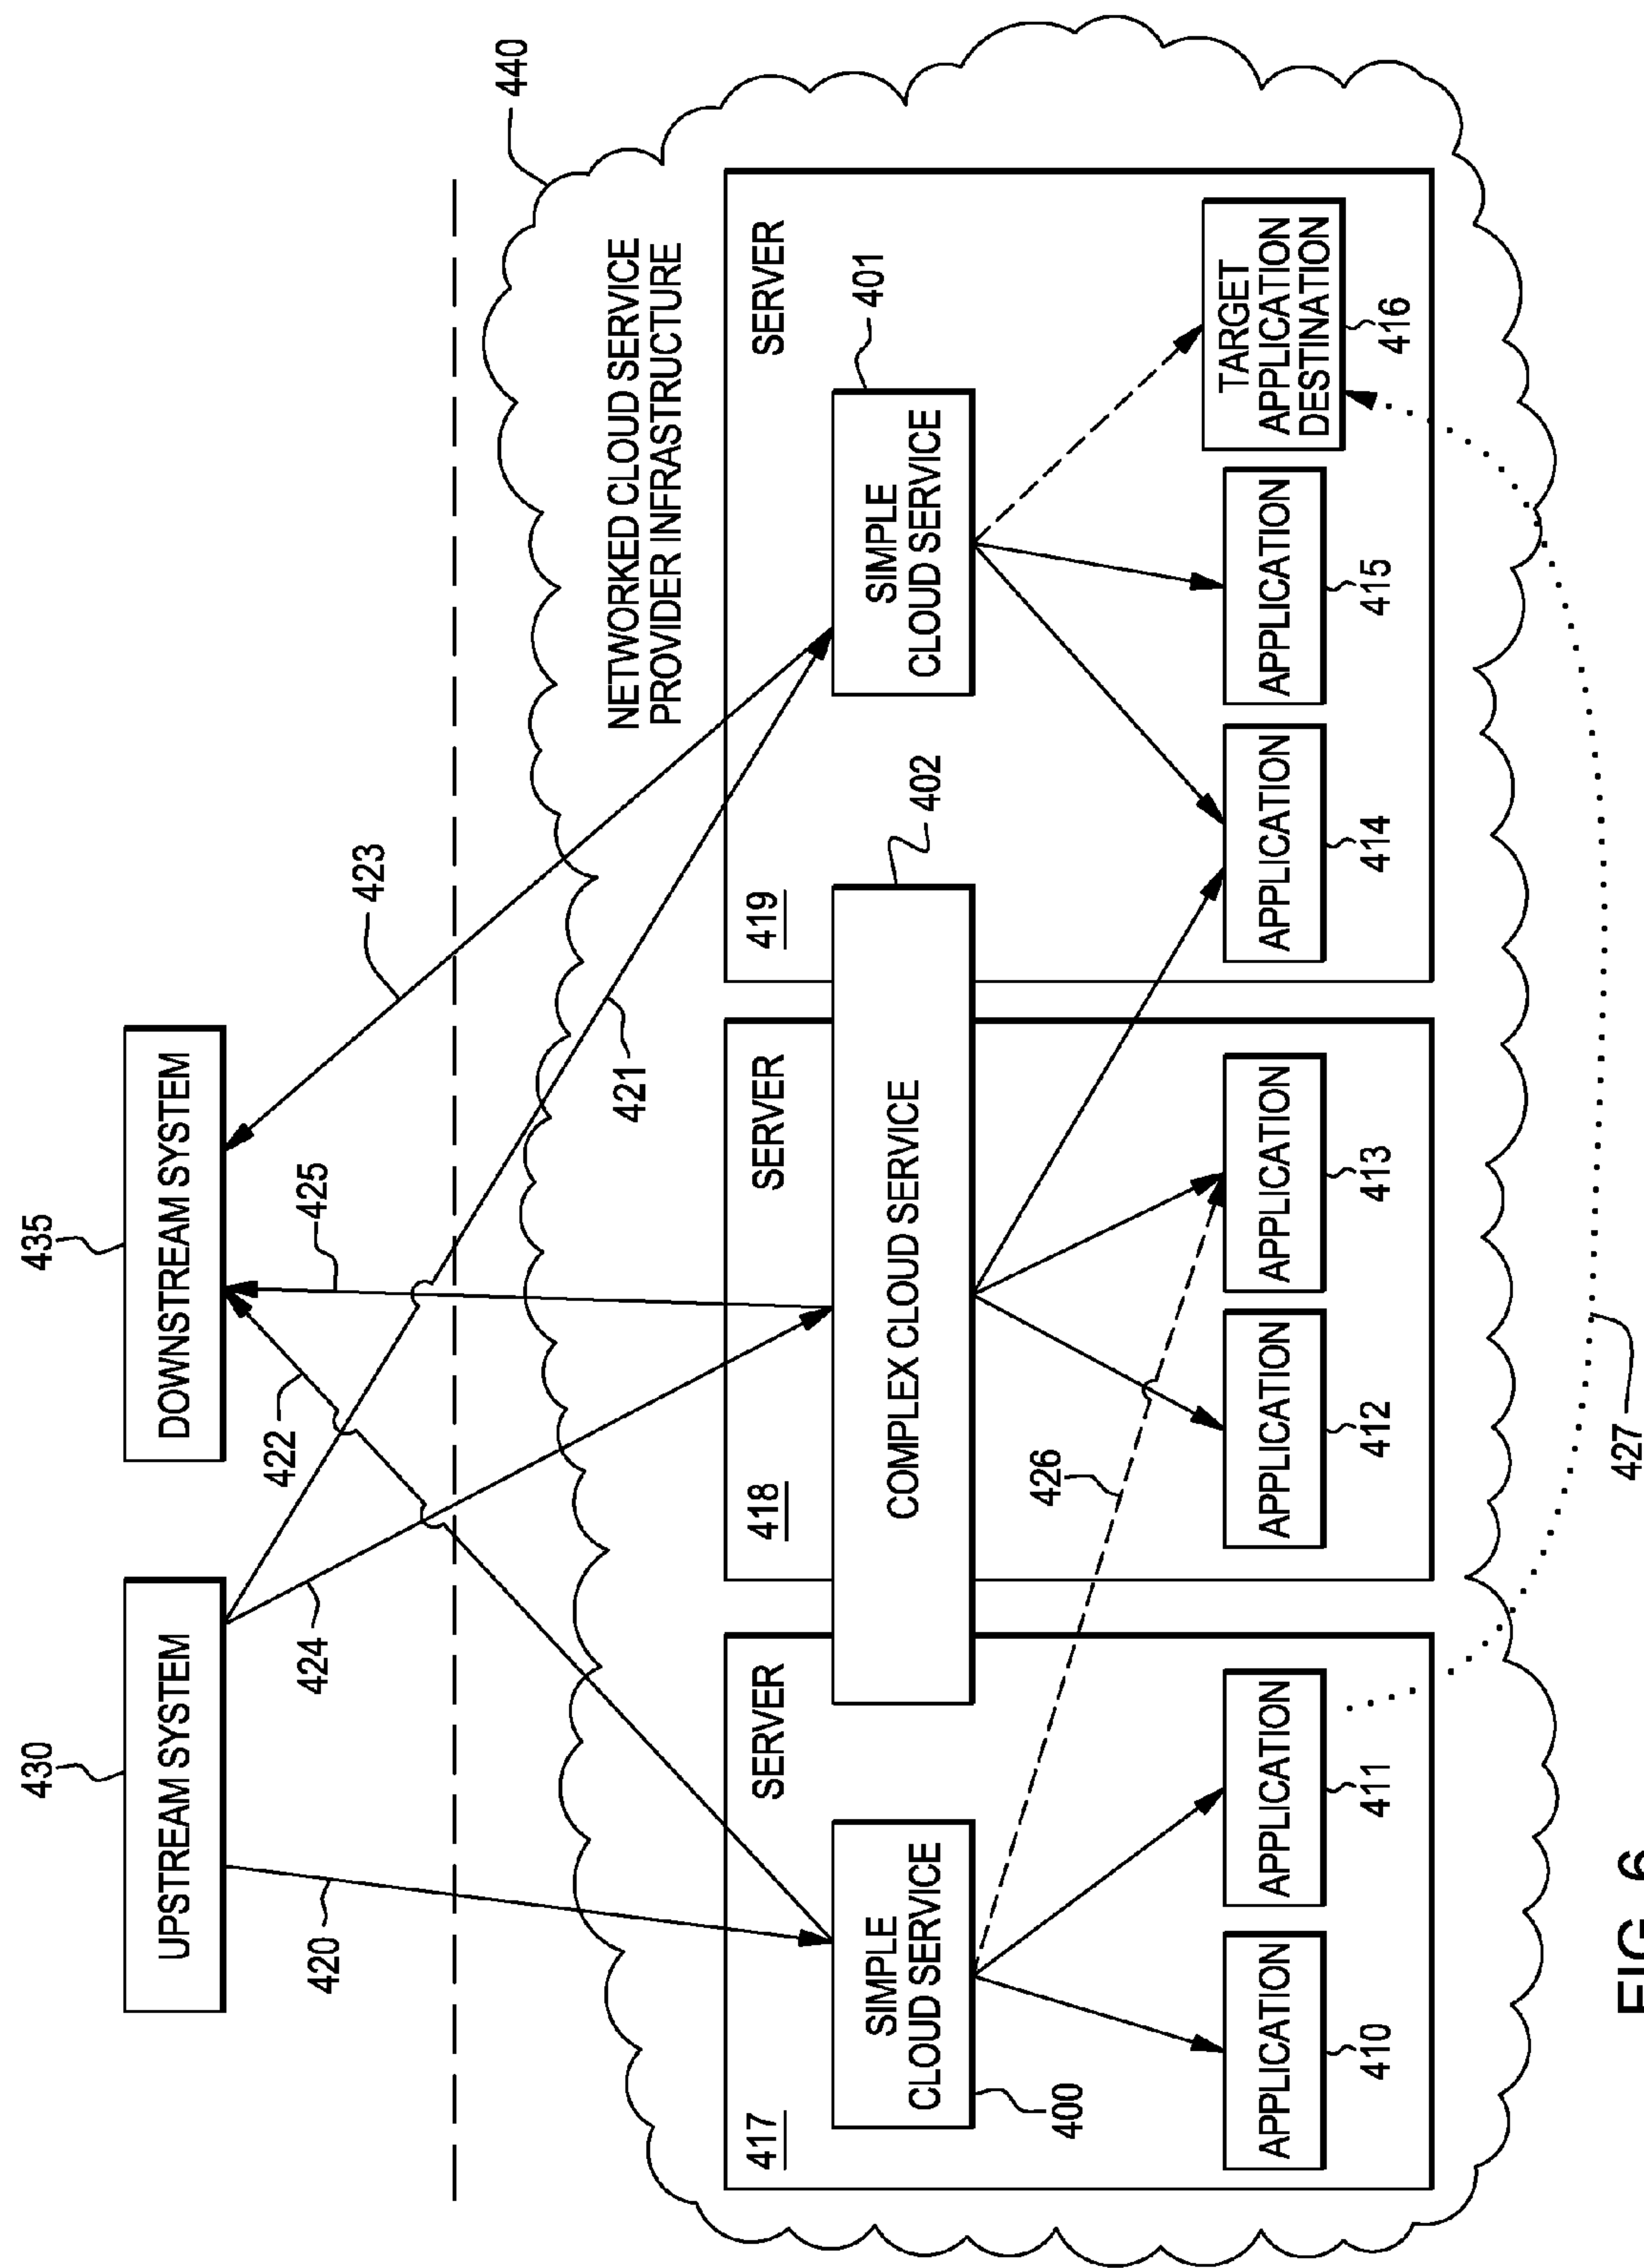 430
UPSTREAM SYSTEM
435
DOWNSTREAM SYSTEM
420
424
422
425
423
421
440
NETWORKED CLOUD SERVICE
PROVIDER INFRASTRUCTURE
417
SERVER
SIMPLE
CLOUD SERVICE
400
418
SERVER
COMPLEX CLOUD SERVICE
402
419
SERVER
SIMPLE
CLOUD SERVICE
401
426
APPLICATION
410
APPLICATION
411
APPLICATION
412
APPLICATION
413
APPLICATION
414
APPLICATION
415
TARGET
APPLICATION
DESTINATION
416
427
FIG. 6